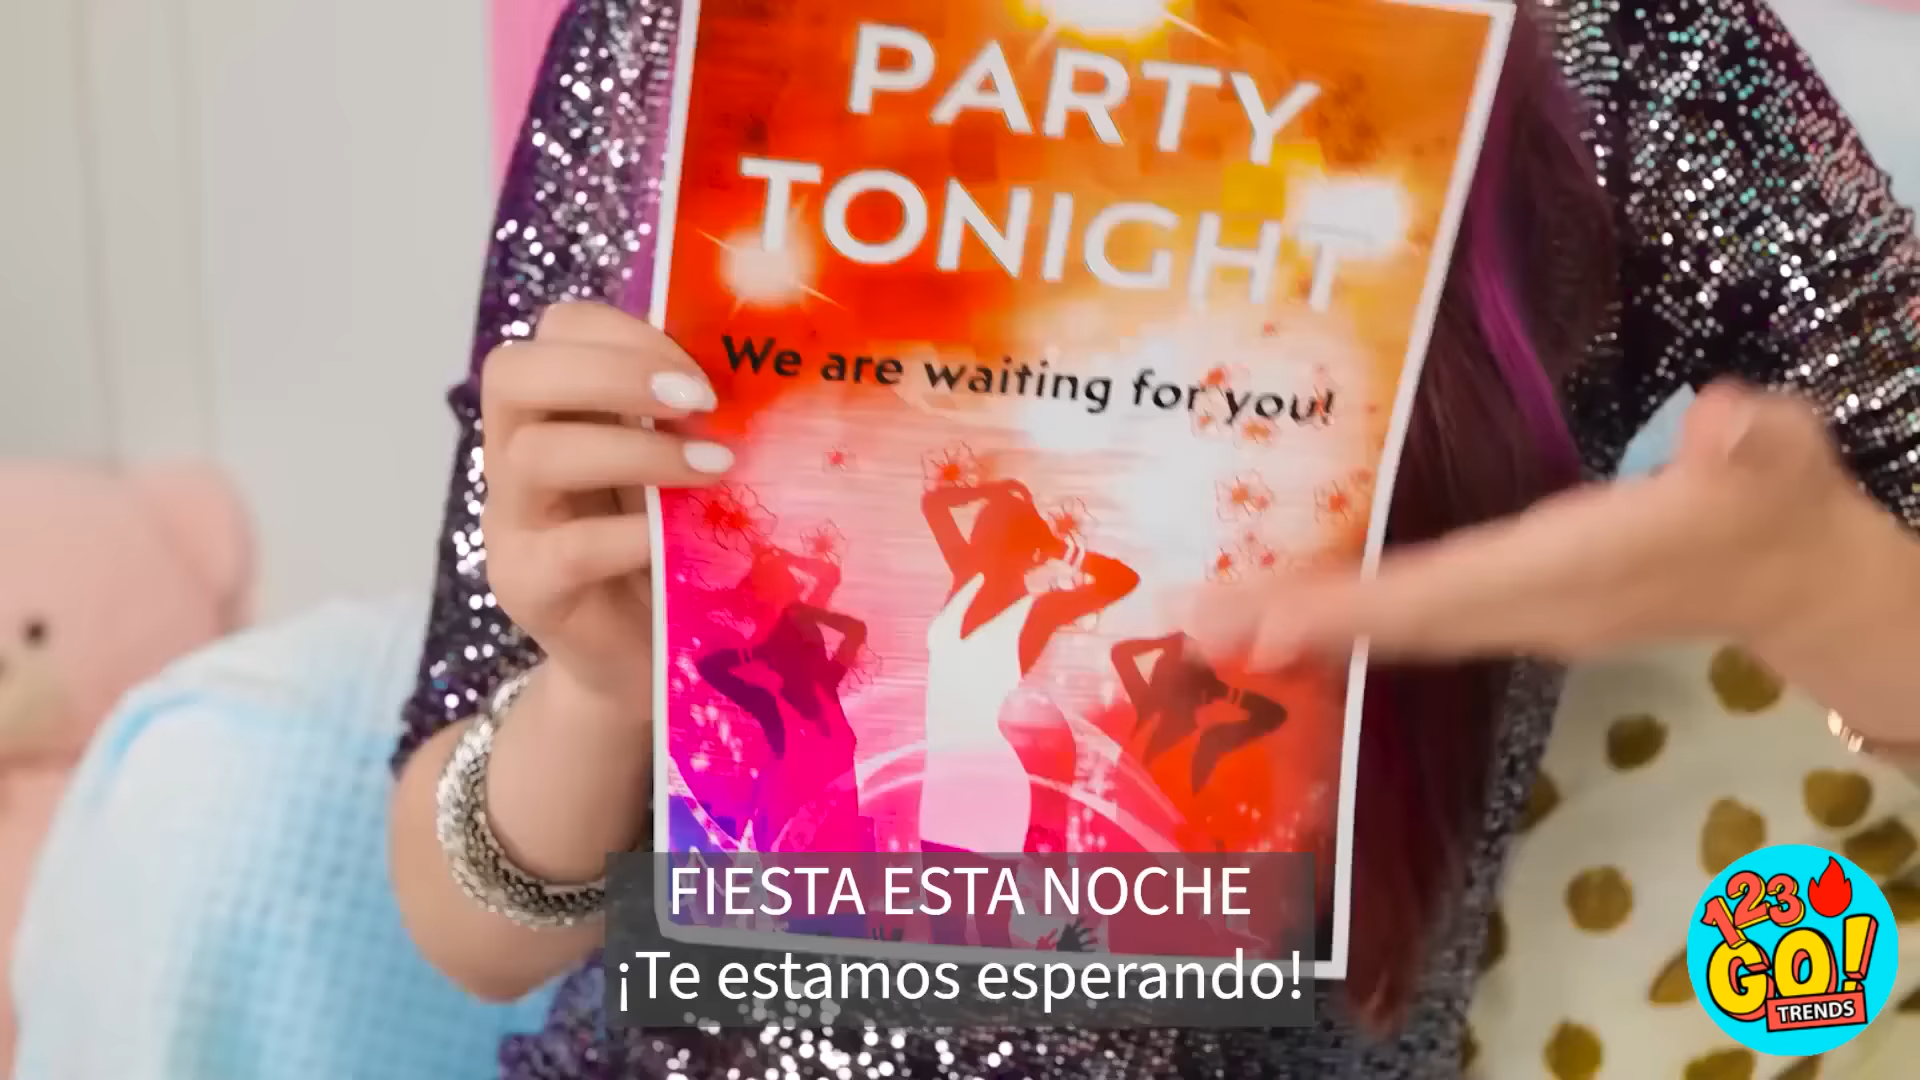 PARTY
TONIGHT
We are waiting for you!
FIESTA ESTA NOCHE
¡Te estamos esperando!
123
GO!
TRENDS